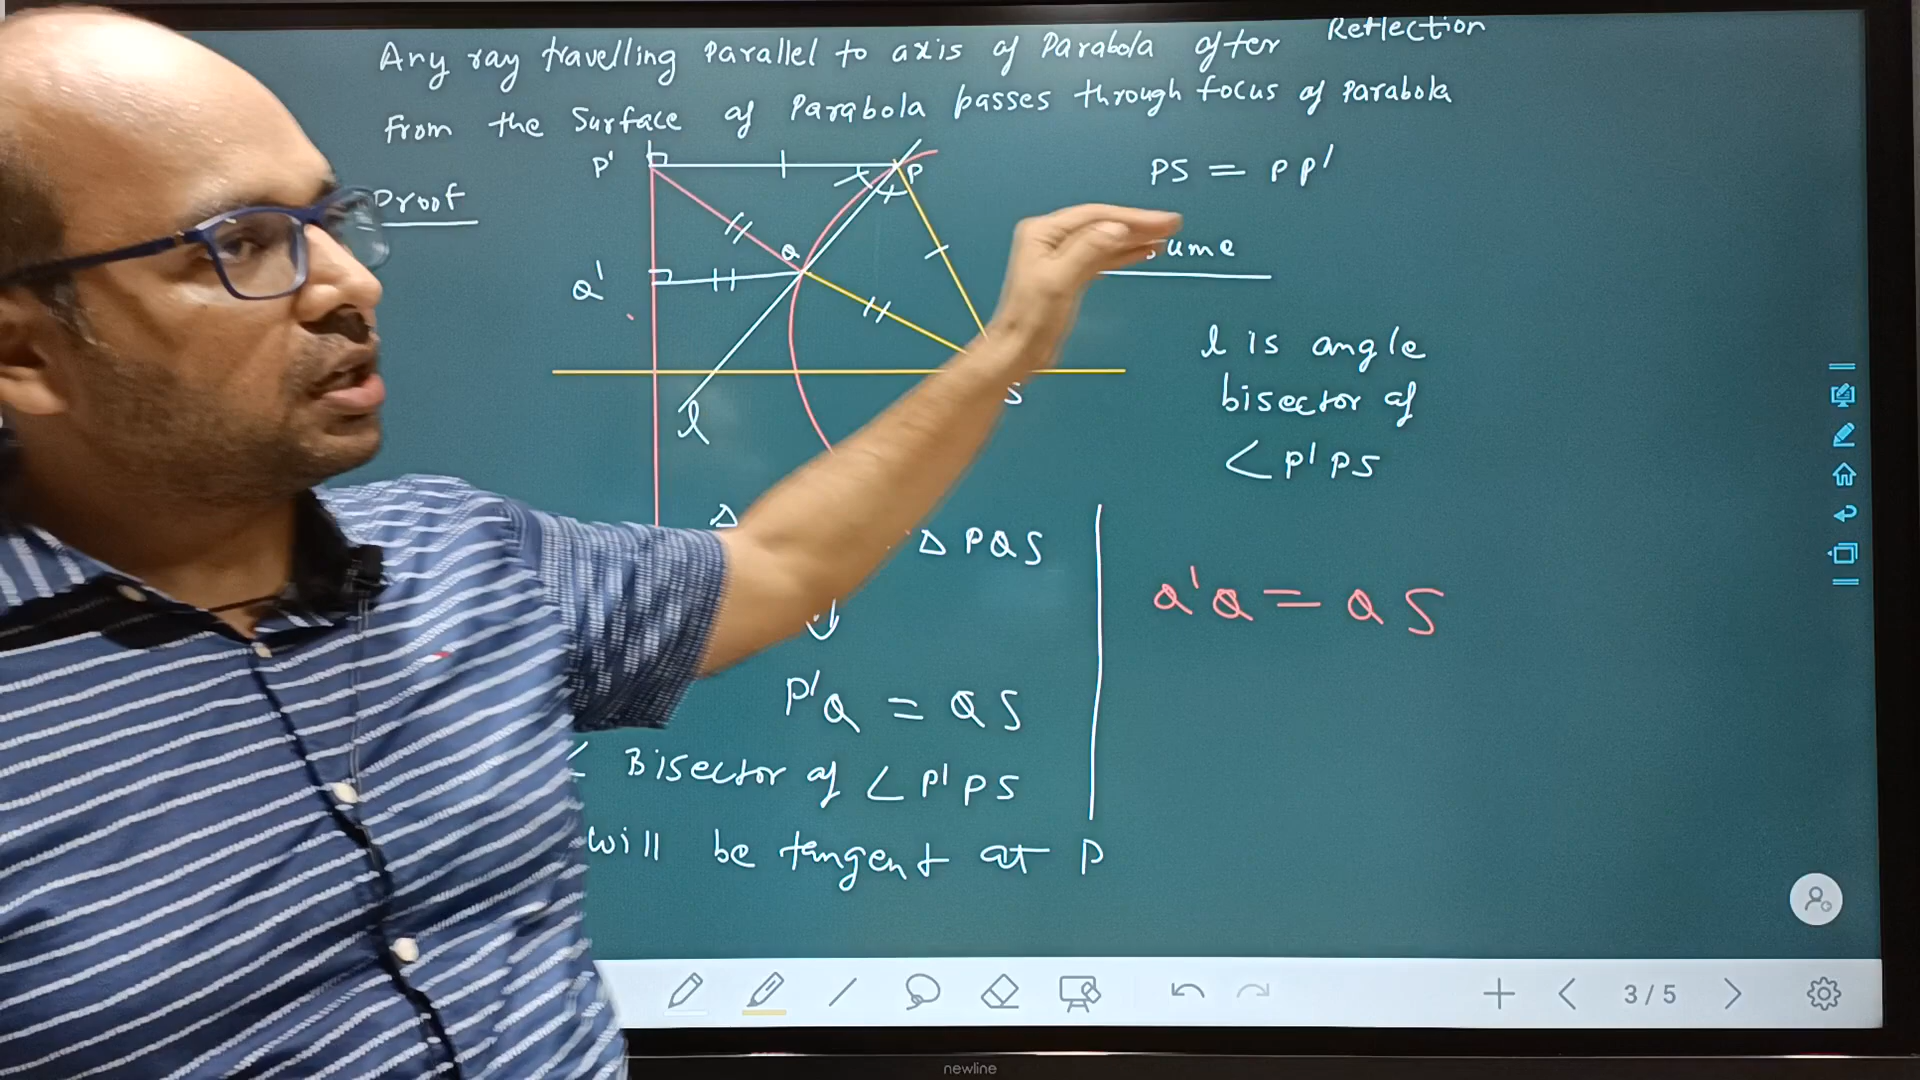 Any ray travelling parallel to axis of Parabola after Reflection
From the Surface of Parabola passes through focus of Parabola
Proof
P'
P
PS = PP'
Q
Q'
ume
l is angle
bisector of
∠P'PS
S
l
Δ
Δ PQS
Q'Q = QS
P'Q = QS
∠ Bisector of ∠P'PS
will be tangent at P
3/5
newline